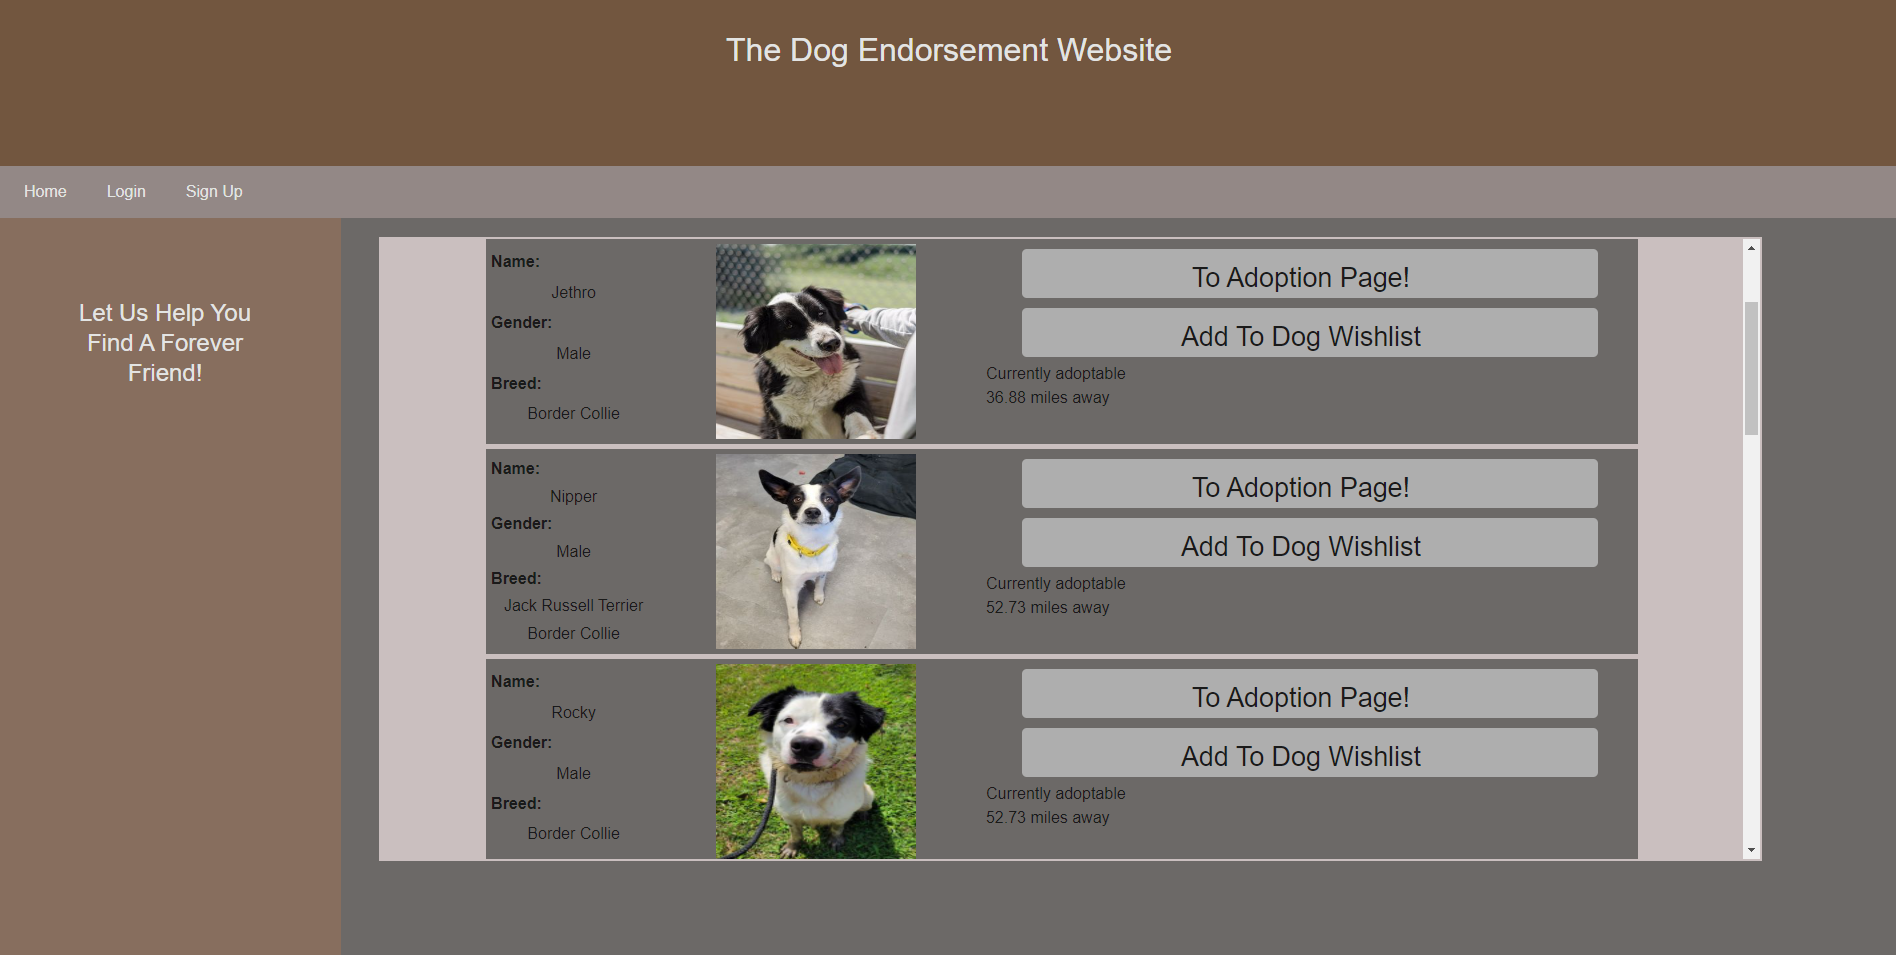 The Dog Endorsement Website
Home Login Sign Up
Let Us Help You
Find A Forever
Friend!
Name:
Jethro
Gender:
Male
Breed:
Border Collie
To Adoption Page!
Add To Dog Wishlist
Currently adoptable
36.88 miles away
Name:
Nipper
Gender:
Male
Breed:
Jack Russell Terrier
Border Collie
To Adoption Page!
Add To Dog Wishlist
Currently adoptable
52.73 miles away
Name:
Rocky
Gender:
Male
Breed:
Border Collie
To Adoption Page!
Add To Dog Wishlist
Currently adoptable
52.73 miles away